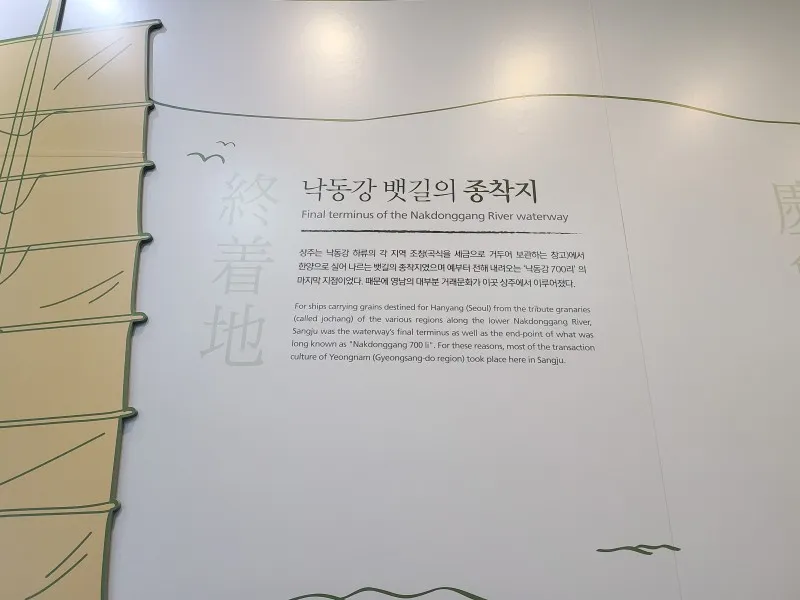 終着地
낙동강 뱃길의 종착지
Final terminus of the Nakdonggang River waterway
상주는 낙동강 하류의 각 지역 조창(곡식을 세금으로 거두어 보관하는 창고)에서
한양으로 실어 나르는 뱃길의 종착지였으며 예부터 전해 내려오는 '낙동강 700리' 의
마지막 지점이었다. 때문에 영남의 대부분 거래문화가 이곳 상주에서 이루어졌다.
For ships carrying grains destined for Hanyang (Seoul) from the tribute granaries
(called jochang) of the various regions along the lower Nakdonggang River,
Sangju was the waterway's final terminus as well as the end-point of what was
long known as "Nakdonggang 700 li". For these reasons, most of the transaction
culture of Yeongnam (Gyeongsang-do region) took place here in Sangju.